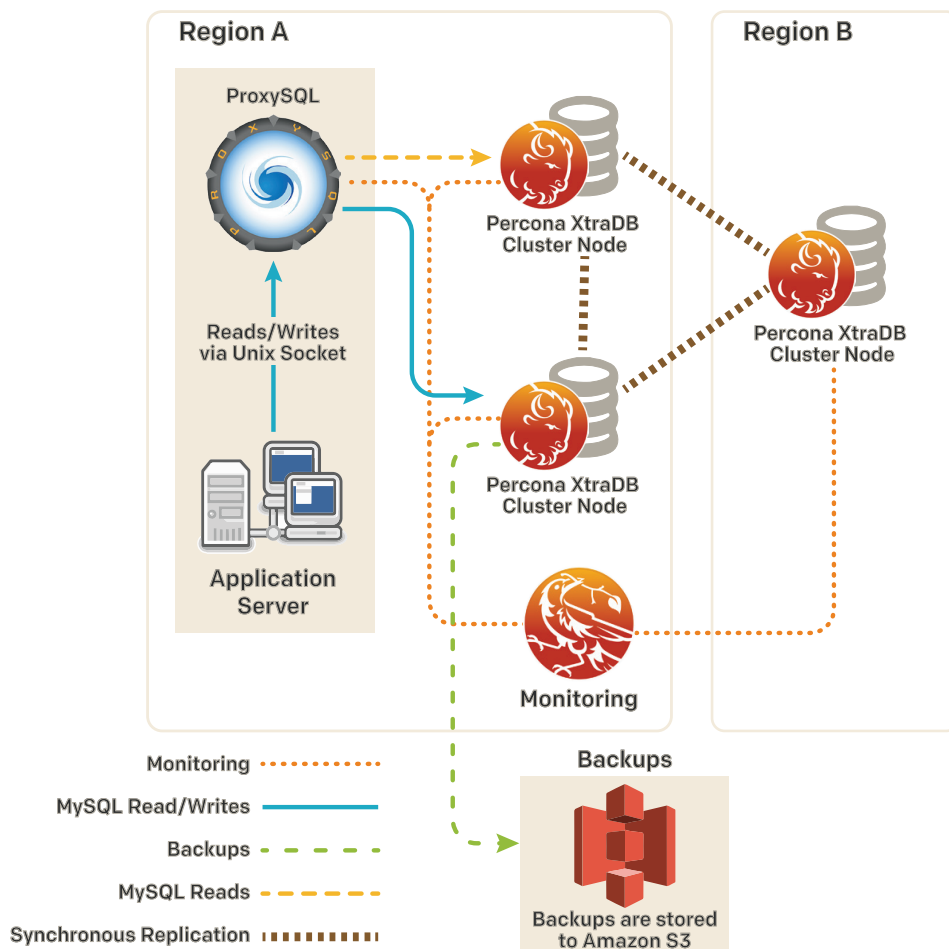 Region A
Region B
ProxySQL
PROXYSQL
Percona XtraDB
Cluster Node
Percona XtraDB
Cluster Node
Reads/Writes
via Unix Socket
Percona XtraDB
Cluster Node
Application
Server
Monitoring
Monitoring
MySQL Read/Writes
Backups
MySQL Reads
Synchronous Replication
Backups
Backups are stored
to Amazon S3